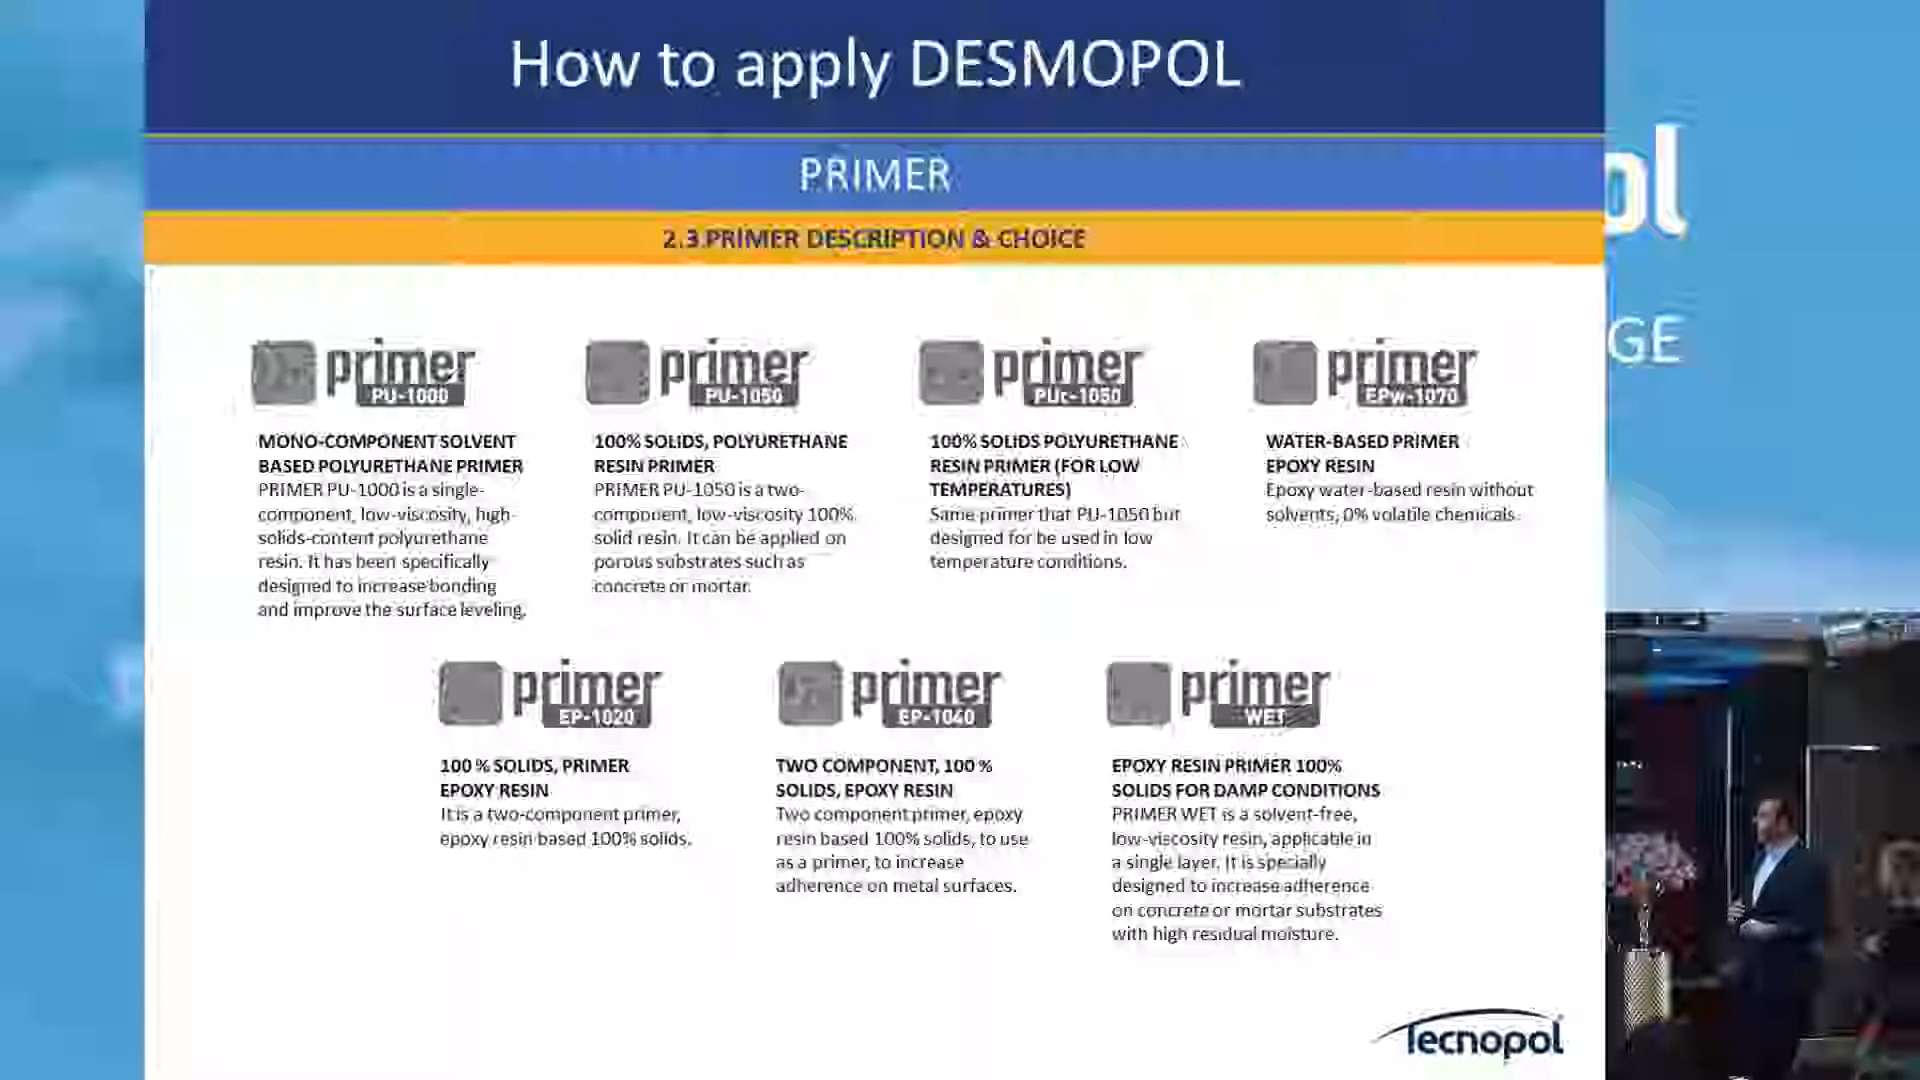 How to apply DESMOPOL
PRIMER
2.3.PRIMER DESCRIPTION & CHOICE
ol
GE
primer
PU-1000
MONO-COMPONENT SOLVENT
BASED POLYURETHANE PRIMER
PRIMER PU-1000 is a single-
component, low-viscosity, high-
solids-content polyurethane
resin. It has been specifically
designed to increase bonding
and improve the surface leveling.
primer
PU-1050
100% SOLIDS, POLYURETHANE
RESIN PRIMER
PRIMER PU-1050 is a two-
component, low-viscosity 100%
solid resin. It can be applied on
porous substrates such as
concrete or mortar.
primer
PUc-1050
100% SOLIDS POLYURETHANE
RESIN PRIMER (FOR LOW
TEMPERATURES)
Same primer that PU-1050 but
designed for be used in low
temperature conditions.
primer
EPw-1070
WATER-BASED PRIMER
EPOXY RESIN
Epoxy water-based resin without
solvents, 0% volatile chemicals.
primer
EP-1020
100 % SOLIDS, PRIMER
EPOXY RESIN
It is a two-component primer,
epoxy resin based 100% solids.
primer
EP-1040
TWO COMPONENT, 100 %
SOLIDS, EPOXY RESIN
Two component primer, epoxy
resin based 100% solids, to use
as a primer, to increase
adherence on metal surfaces.
primer
WET
EPOXY RESIN PRIMER 100%
SOLIDS FOR DAMP CONDITIONS
PRIMER WET is a solvent-free,
low-viscosity resin, applicable in
a single layer. It is specially
designed to increase adherence
on concrete or mortar substrates
with high residual moisture.
Tecnopol